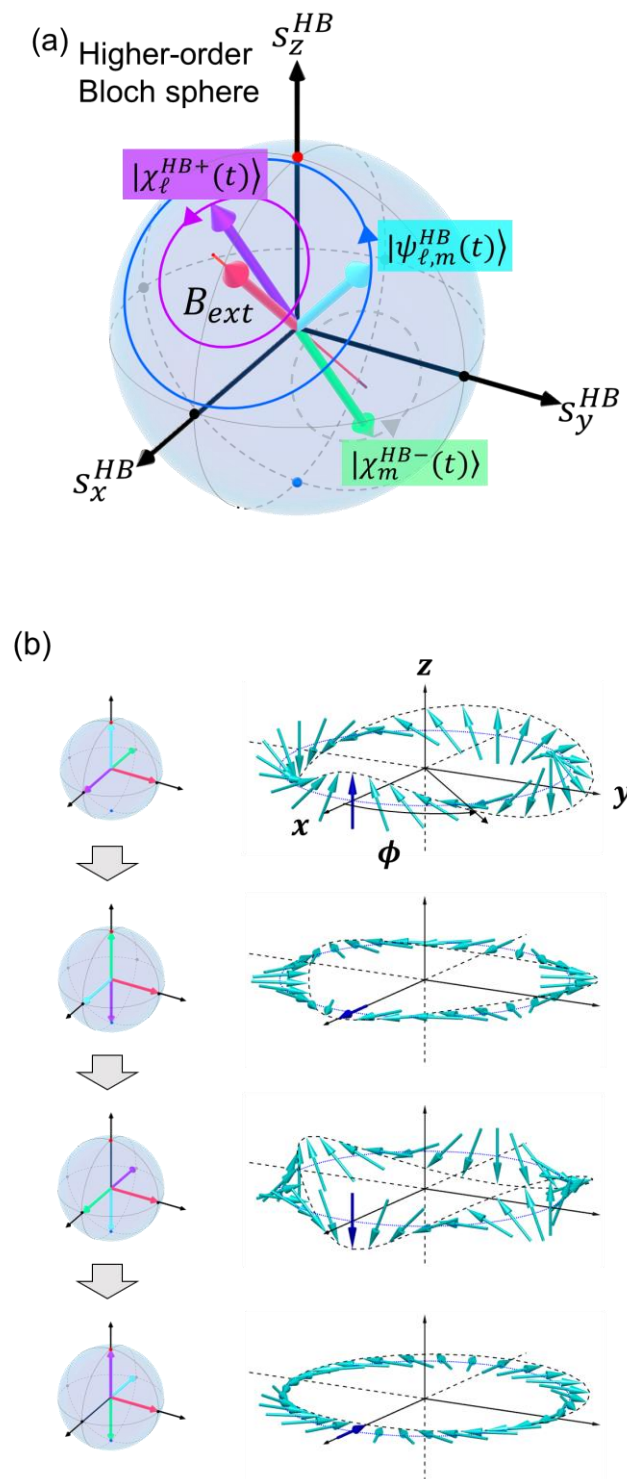 (a)
Higher-order
Bloch sphere
S_z^{HB}
|χ_ℓ^{HB+}(t)⟩
|ψ_{ℓ,m}^{HB}(t)⟩
B_{ext}
S_y^{HB}
S_x^{HB}
|χ_m^{HB−}(t)⟩
(b)
z
x
y
ϕ